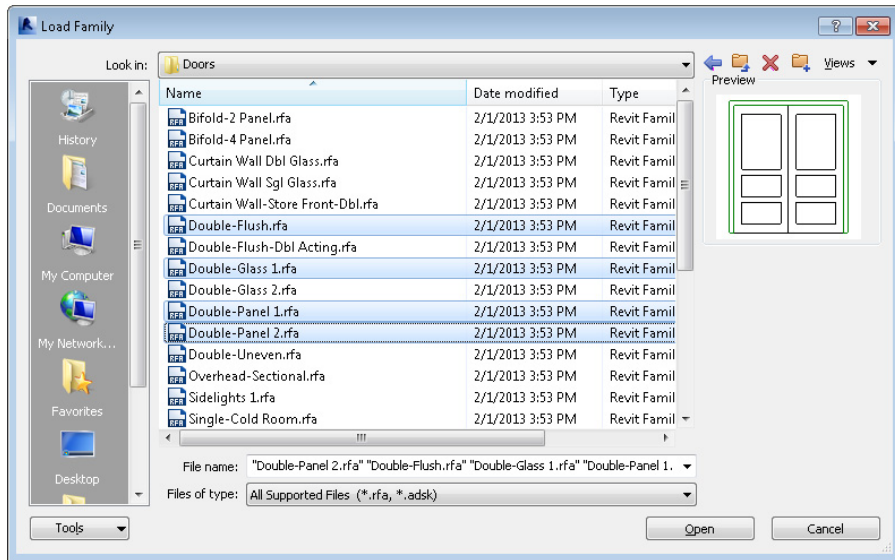 Load Family
Look in: Doors Views
Preview
Name Date modified Type
Bifold-2 Panel.rfa 2/1/2013 3:53 PM Revit Famil
Bifold-4 Panel.rfa 2/1/2013 3:53 PM Revit Famil
Curtain Wall Dbl Glass.rfa 2/1/2013 3:53 PM Revit Famil
Curtain Wall Sgl Glass.rfa 2/1/2013 3:53 PM Revit Famil
Curtain Wall-Store Front-Dbl.rfa 2/1/2013 3:53 PM Revit Famil
Double-Flush.rfa 2/1/2013 3:53 PM Revit Famil
Double-Flush-Dbl Acting.rfa 2/1/2013 3:53 PM Revit Famil
Double-Glass 1.rfa 2/1/2013 3:53 PM Revit Famil
Double-Glass 2.rfa 2/1/2013 3:53 PM Revit Famil
Double-Panel 1.rfa 2/1/2013 3:53 PM Revit Famil
Double-Panel 2.rfa 2/1/2013 3:53 PM Revit Famil
Double-Uneven.rfa 2/1/2013 3:53 PM Revit Famil
Overhead-Sectional.rfa 2/1/2013 3:53 PM Revit Famil
Sidelights 1.rfa 2/1/2013 3:53 PM Revit Famil
Single-Cold Room.rfa 2/1/2013 3:53 PM Revit Famil
History
Documents
My Computer
My Network...
Favorites
Desktop
File name: "Double-Panel 2.rfa" "Double-Flush.rfa" "Double-Glass 1.rfa" "Double-Panel 1.
Files of type: All Supported Files (*.rfa, *.adsk)
Tools Open Cancel